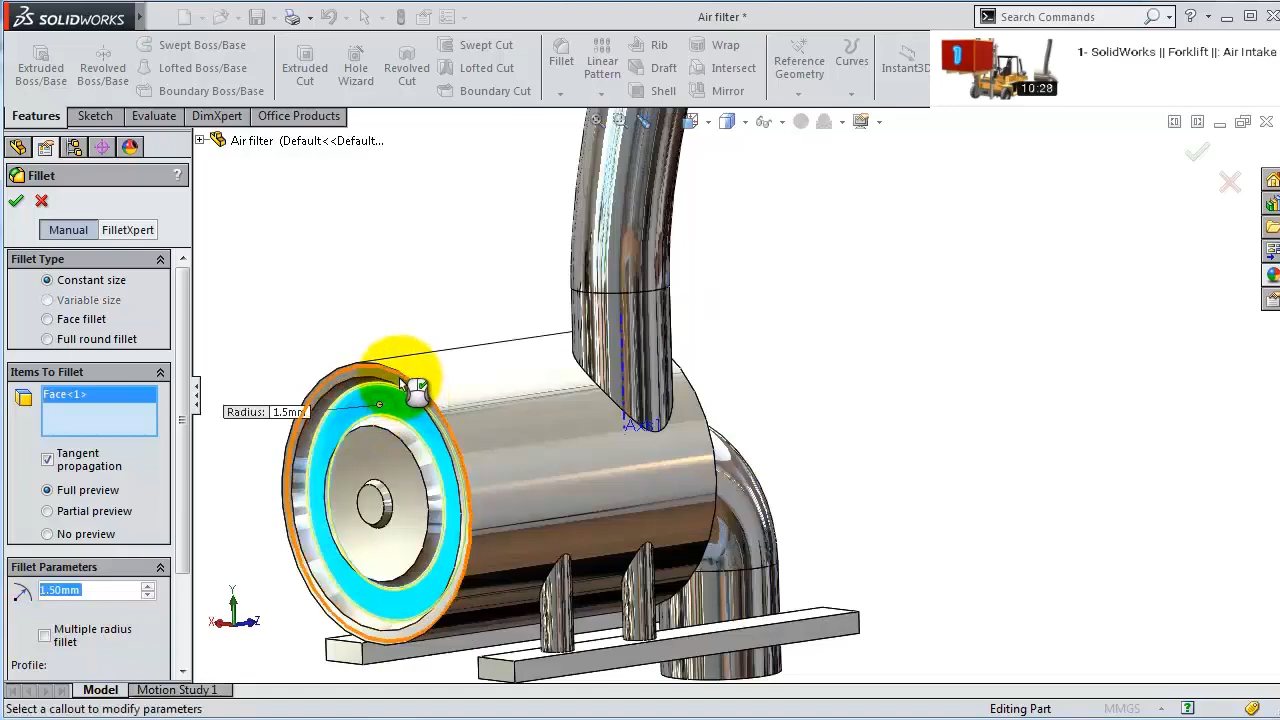 SOLIDWORKS
Air filter *
Search Commands
?
Extruded Boss/Base
Revolved Boss/Base
Swept Boss/Base
Lofted Boss/Base
Boundary Boss/Base
Extruded Cut
Hole Wizard
Revolved Cut
Swept Cut
Lofted Cut
Boundary Cut
Fillet
Linear Pattern
Rib
Draft
Shell
Wrap
Intersect
Mirror
Reference Geometry
Curves
Instant3D
1- SolidWorks || Forklift ||: Air Intake
10:28
Features
Sketch
Evaluate
DimXpert
Office Products
Air filter (Default< <Default...
Fillet
?
Manual
FilletXpert
Fillet Type
Constant size
Variable size
Face fillet
Full round fillet
Items To Fillet
Face<1>
Tangent
propagation
Full preview
Partial preview
No preview
Fillet Parameters
1.50mm
Multiple radius
fillet
Profile:
Radius: 1.5mm
Axis1
Y
X
Z
Model
Motion Study 1
Select a callout to modify parameters
Editing Part
MMGS
?